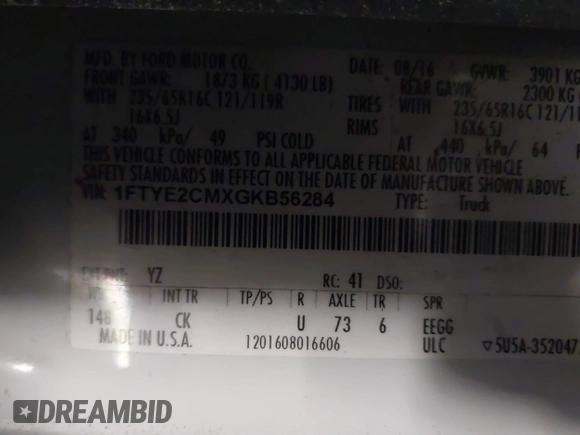 MFD. BY FORD MOTOR CO. DATE: 08/16 GVWR: 3901 KG
FRONT GAWR: 1873 KG ( 4130 LB) REAR GAWR: 2300 KG
WITH 235/65R16C 121/119R TIRES WITH 235/65R16C 121/
16X6.5J RIMS 16X6.5J
AT 340 kPa/ 49 PSI COLD AT 440 kPa/ 64
THIS VEHICLE CONFORMS TO ALL APPLICABLE FEDERAL MOTOR VEHICLE
SAFETY STANDARDS IN EFFECT ON THE DATE OF MANUFACTURE SHOWN ABOVE.
VIN: 1FTYE2CMXGKB56284 TYPE: Truck
EXT PNT: YZ RC: 41 DSO:
INT TR TP/PS R AXLE TR SPR
148 CK U 73 6 EEGG
MADE IN U.S.A. 1201608016606 ULC ▽5U5A-352047
DREAMBID DREAMBID